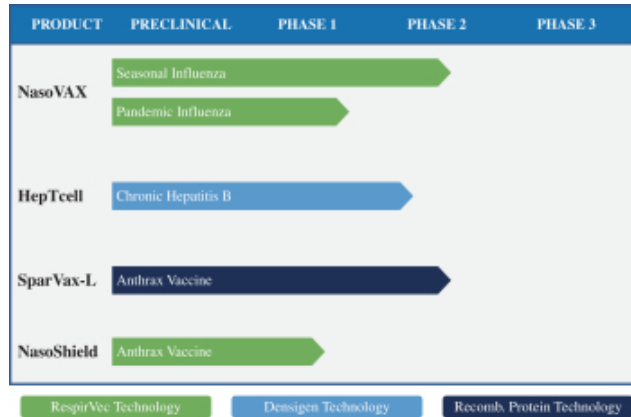 PRODUCT PRECLINICAL PHASE 1 PHASE 2 PHASE 3
Seasonal Influenza
NasoVAX
Pandemic Influenza
HepTcell Chronic Hepatitis B
SparVax-L Anthrax Vaccine
NasoShield Anthrax Vaccine
RespirVec Technology Densigen Technology Recomb. Protein Technology